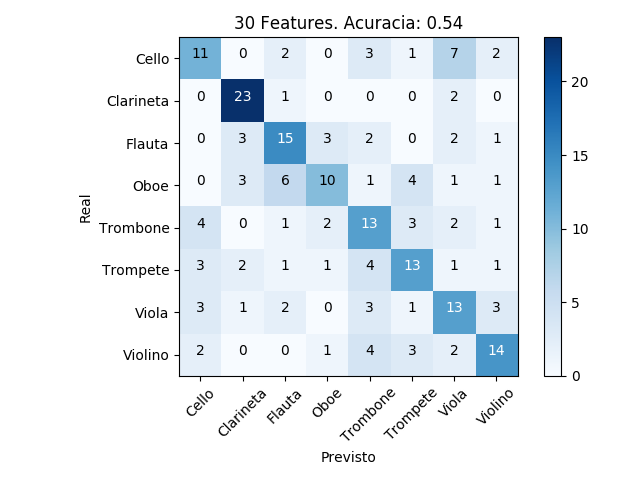 30 Features. Acuracia: 0.54
Cello 11 0 2 0 3 1 7 2
Clarineta 0 23 1 0 0 0 2 0
Flauta 0 3 15 3 2 0 2 1
Oboe 0 3 6 10 1 4 1 1
Trombone 4 0 1 2 13 3 2 1
Trompete 3 2 1 1 4 13 1 1
Viola 3 1 2 0 3 1 13 3
Violino 2 0 0 1 4 3 2 14
Real
Cello Clarineta Flauta Oboe Trombone Trompete Viola Violino
Previsto
20
15
10
5
0